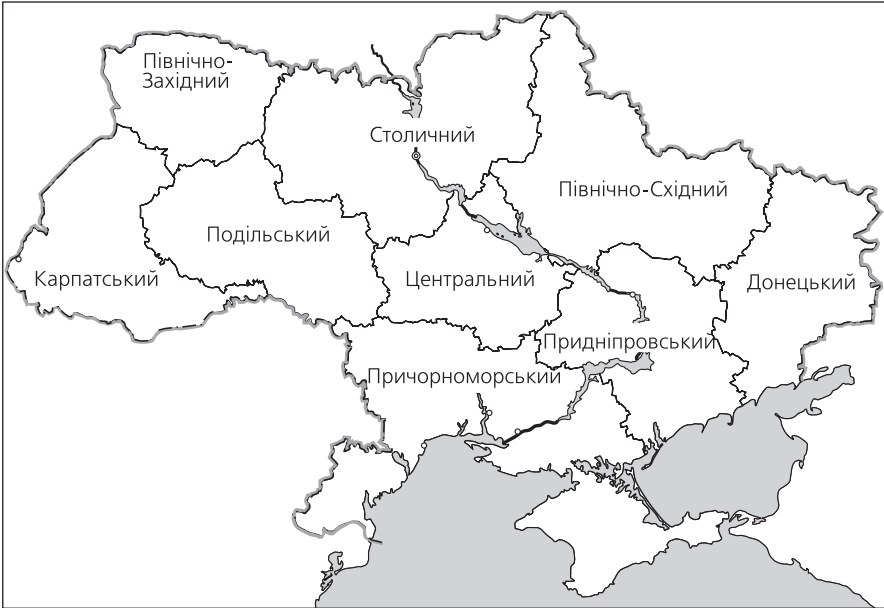 Північно-
Західний
Столичний
Північно-Східний
Подільський
Карпатський
Центральний
Донецький
Придніпровський
Причорноморський